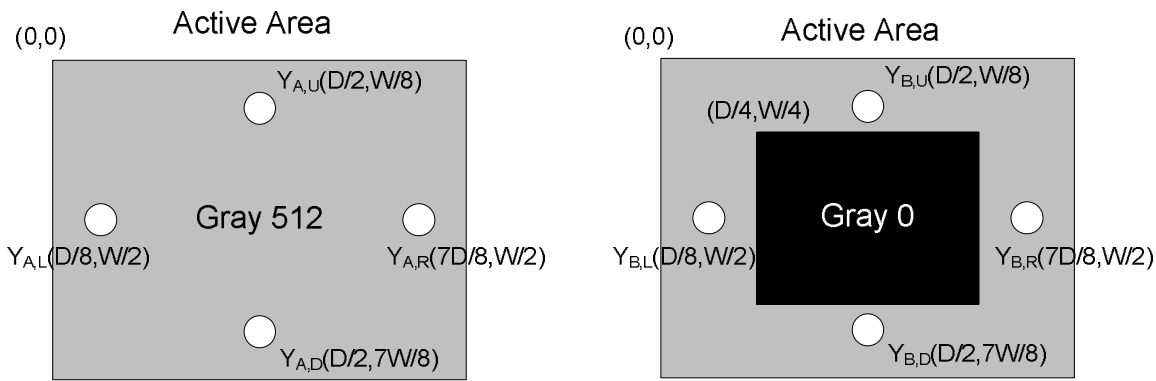 Active Area
(0,0)
Y_A,U(D/2,W/8)
Gray 512
Y_A,L(D/8,W/2)
Y_A,R(7D/8,W/2)
Y_A,D(D/2,7W/8)
Active Area
(0,0)
Y_B,U(D/2,W/8)
(D/4,W/4)
Gray 0
Y_B,L(D/8,W/2)
Y_B,R(7D/8,W/2)
Y_B,D(D/2,7W/8)